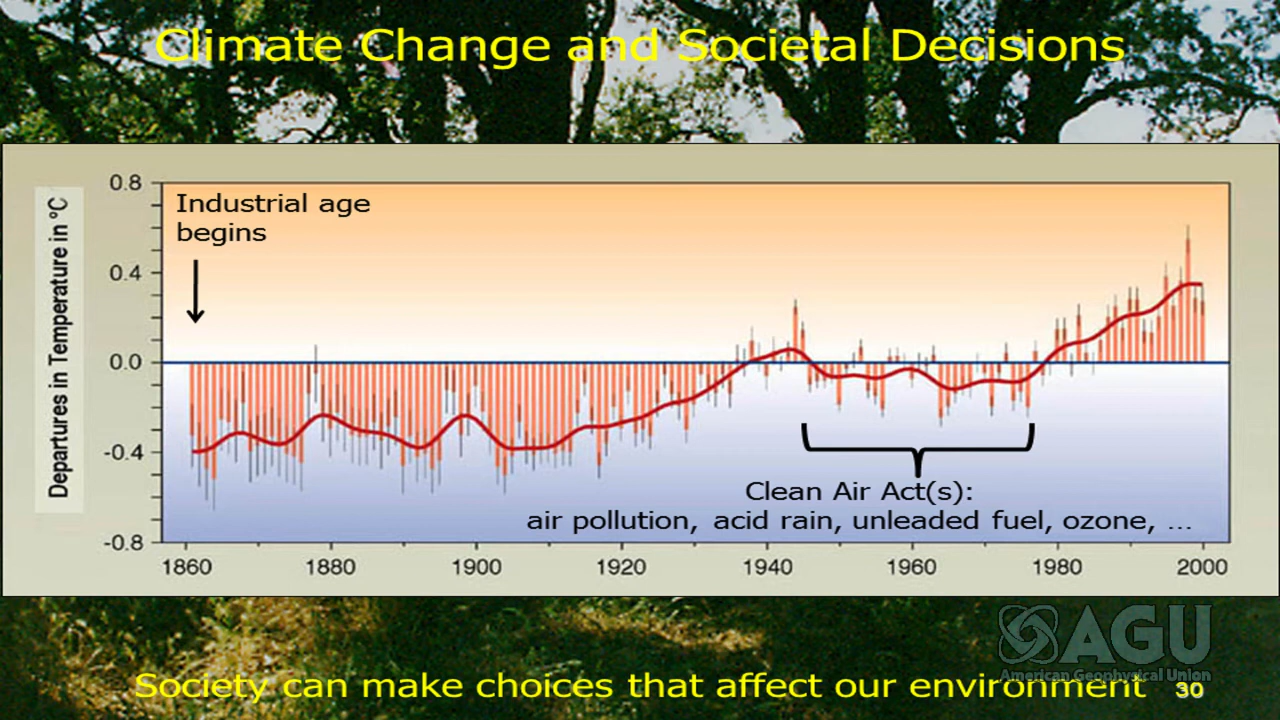 Climate Change and Societal Decisions
Departures in Temperature in °C
0.8
0.4
0.0
-0.4
-0.8
Industrial age
begins
Clean Air Act(s):
air pollution, acid rain, unleaded fuel, ozone, ...
1860 1880 1900 1920 1940 1960 1980 2000
AGU
American Geophysical Union
Society can make choices that affect our environment 30